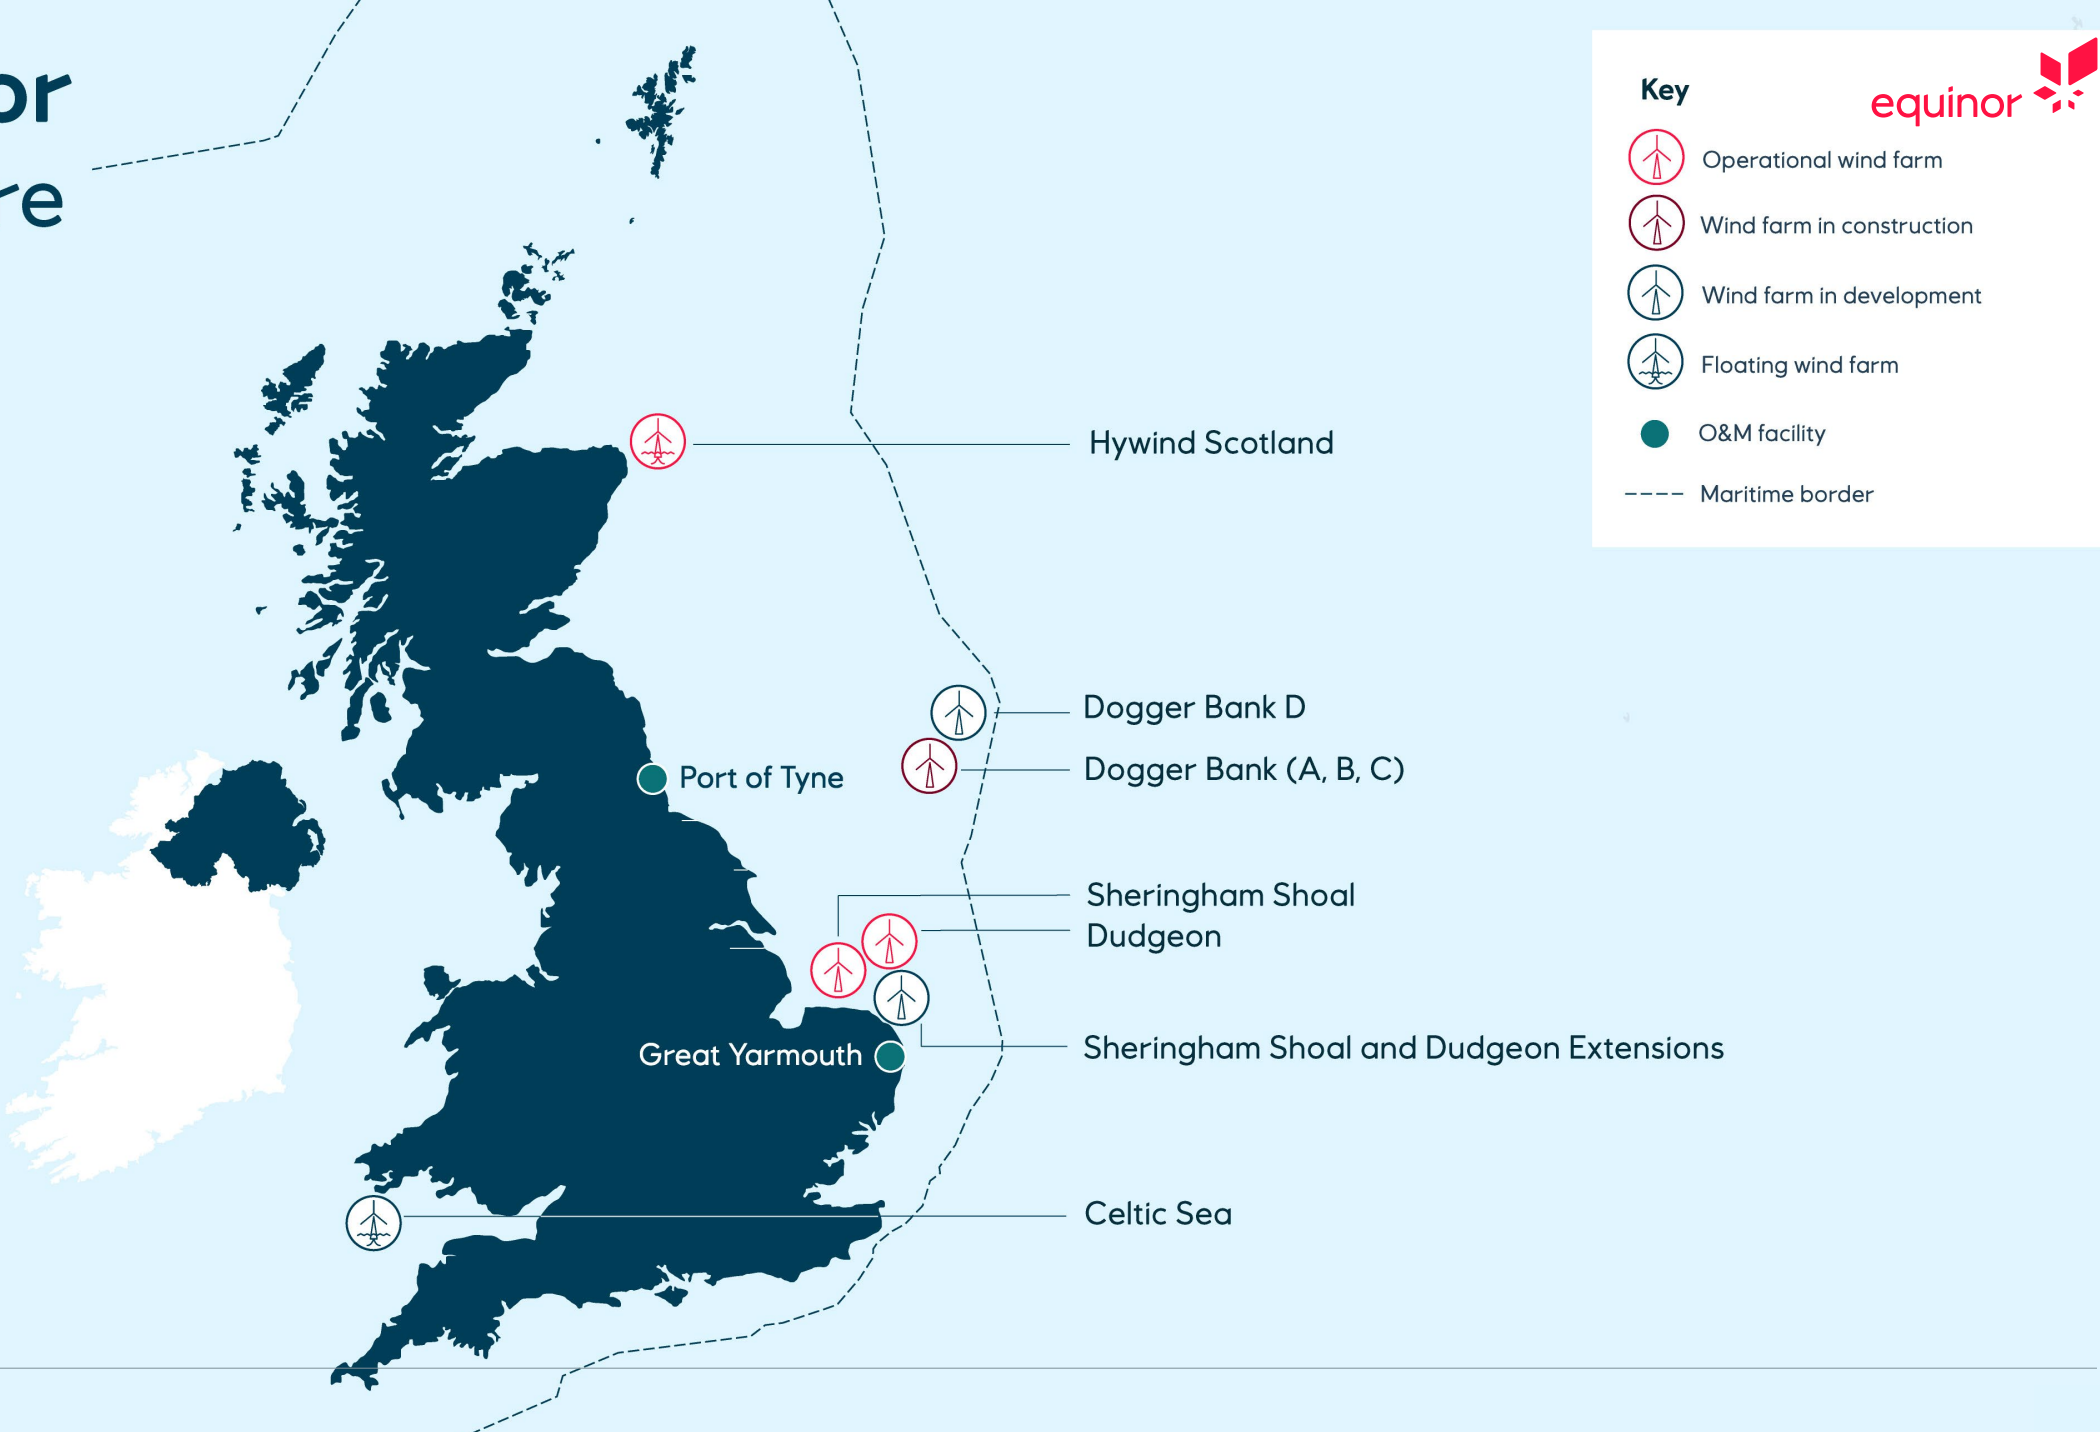 or
re
Key
equinor
Operational wind farm
Wind farm in construction
Wind farm in development
Floating wind farm
O&M facility
Maritime border
Hywind Scotland
Dogger Bank D
Dogger Bank (A, B, C)
Port of Tyne
Sheringham Shoal
Dudgeon
Great Yarmouth
Sheringham Shoal and Dudgeon Extensions
Celtic Sea